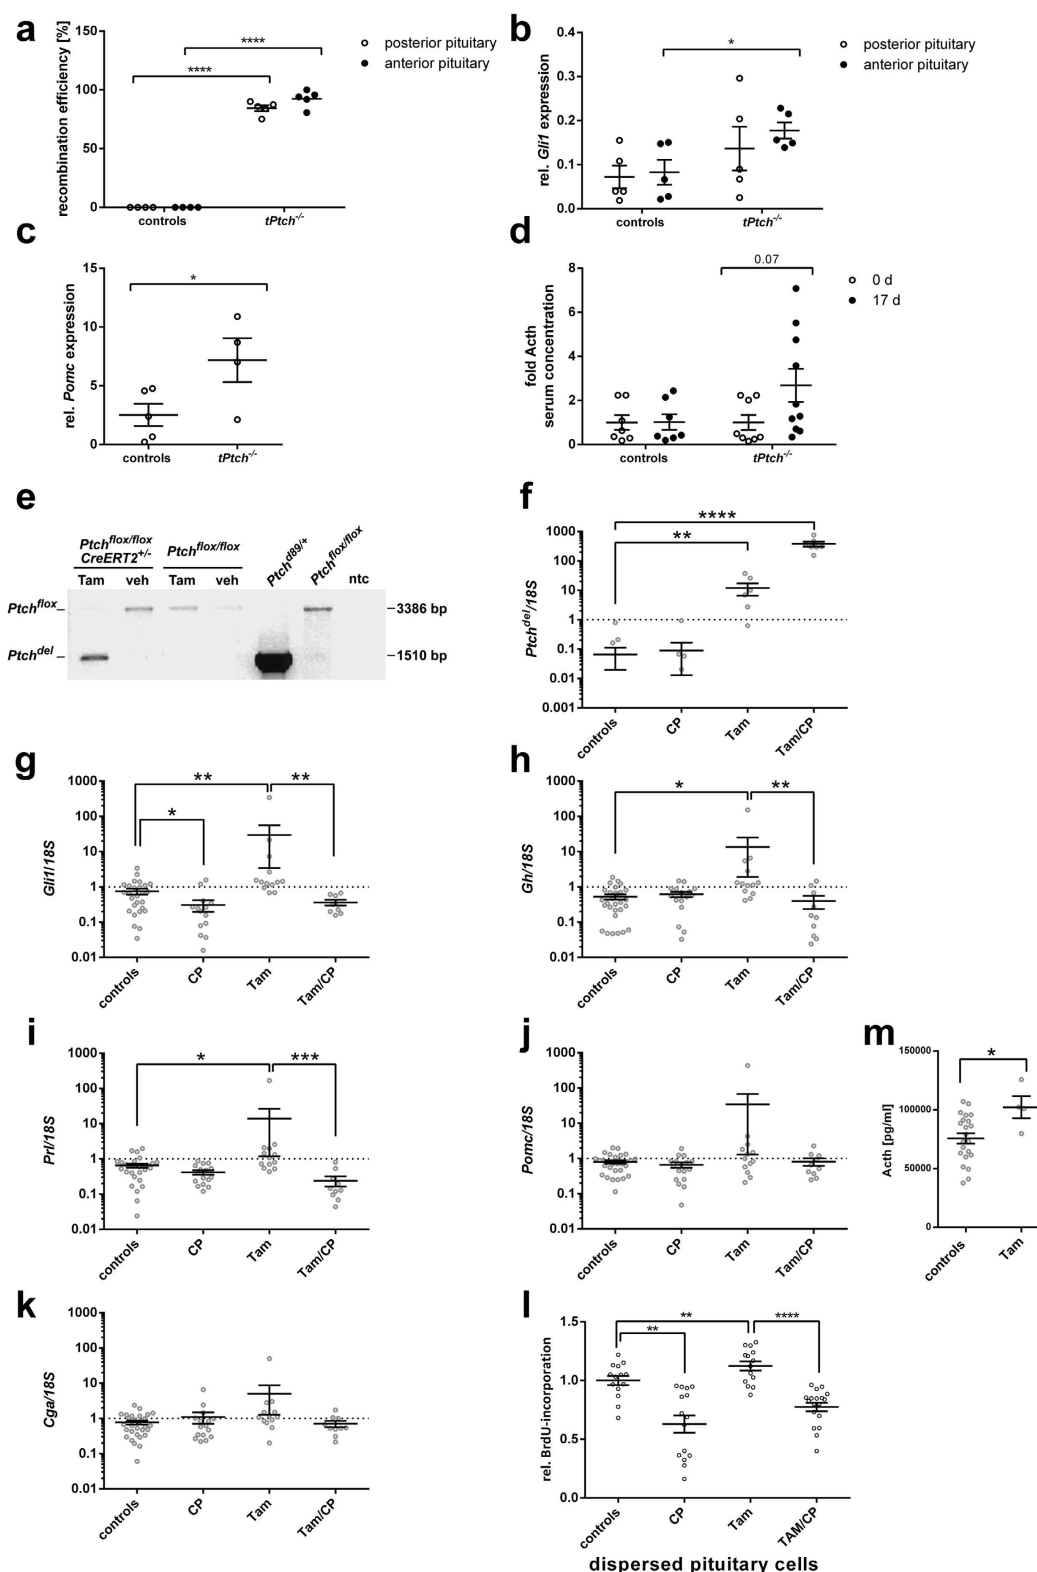 a
recombination efficiency [%]
150
100
50
0
****
****
controls
tPtch-/-
posterior pituitary
anterior pituitary
b
rel. Gli1 expression
0.4
0.3
0.2
0.1
0.0
*
controls
tPtch-/-
posterior pituitary
anterior pituitary
c
rel. Pomc expression
15
10
5
0
*
controls
tPtch-/-
d
fold Acth
serum concentration
8
6
4
2
0
0.07
controls
tPtch-/-
0 d
17 d
e
Ptchflox/flox
CreERT2+/-
Ptchflox/flox
Ptchd89/+
Ptchflox/flox
Tam
veh
Tam
veh
ntc
Ptchflox –
–3386 bp
Ptchdel –
–1510 bp
f
Ptchdel/18S
1000
100
10
1
0.1
0.01
0.001
****
**
controls
CP
Tam
Tam/CP
g
Gli1/18S
1000
100
10
1
0.1
0.01
**
**
*
controls
CP
Tam
Tam/CP
h
Gh/18S
1000
100
10
1
0.1
0.01
*
**
controls
CP
Tam
Tam/CP
i
Prl/18S
1000
100
10
1
0.1
0.01
*
***
controls
CP
Tam
Tam/CP
j
Pomc/18S
1000
100
10
1
0.1
0.01
controls
CP
Tam
Tam/CP
m
Acth [pg/ml]
150000
100000
50000
0
*
controls
Tam
k
Cga/18S
1000
100
10
1
0.1
0.01
controls
CP
Tam
Tam/CP
l
rel. BrdU-incorporation
1.5
1.0
0.5
0.0
**
**
****
controls
CP
Tam
TAM/CP
dispersed pituitary cells